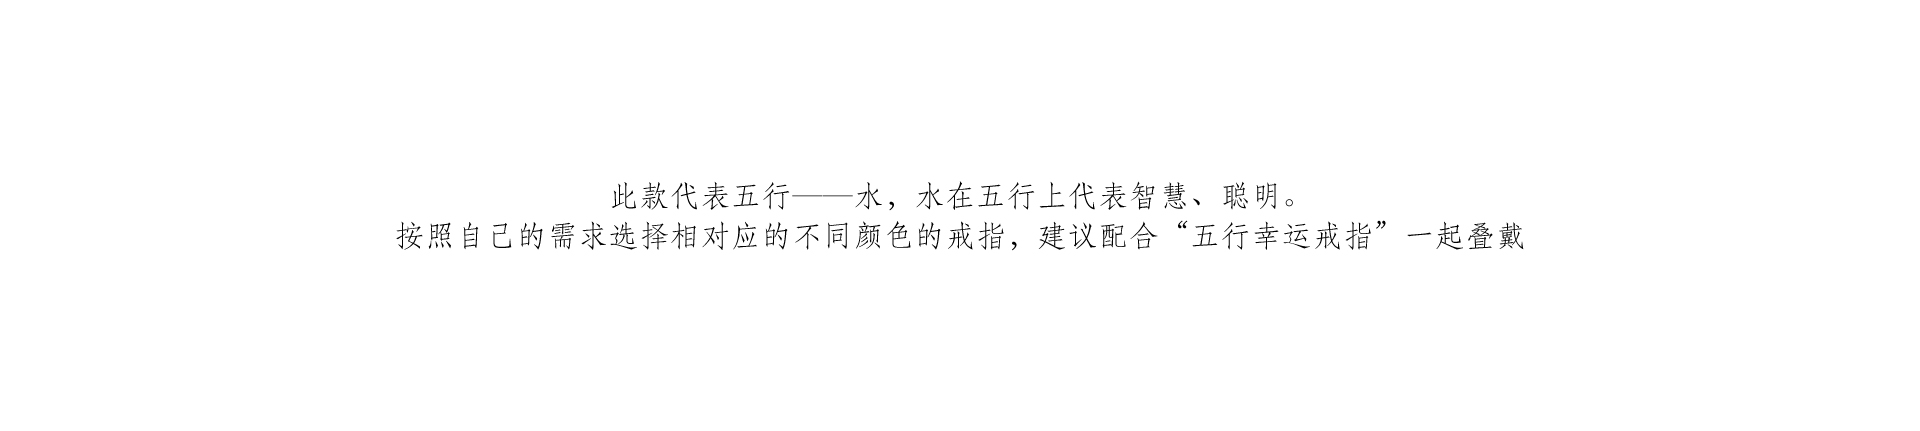 此款代表五行——水，水在五行上代表智慧、聪明。
按照自己的需求选择相对应的不同颜色的戒指，建议配合“五行幸运戒指”一起叠戴